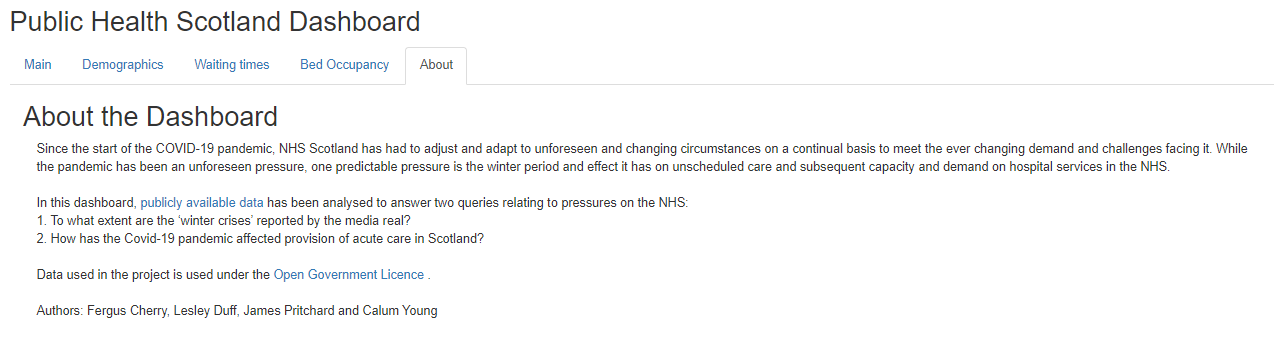 Public Health Scotland Dashboard
Main Demographics Waiting times Bed Occupancy About
About the Dashboard
Since the start of the COVID-19 pandemic, NHS Scotland has had to adjust and adapt to unforeseen and changing circumstances on a continual basis to meet the ever changing demand and challenges facing it. While
the pandemic has been an unforeseen pressure, one predictable pressure is the winter period and effect it has on unscheduled care and subsequent capacity and demand on hospital services in the NHS.
In this dashboard, publicly available data has been analysed to answer two queries relating to pressures on the NHS:
1. To what extent are the ‘winter crises’ reported by the media real?
2. How has the Covid-19 pandemic affected provision of acute care in Scotland?
Data used in the project is used under the Open Government Licence .
Authors: Fergus Cherry, Lesley Duff, James Pritchard and Calum Young